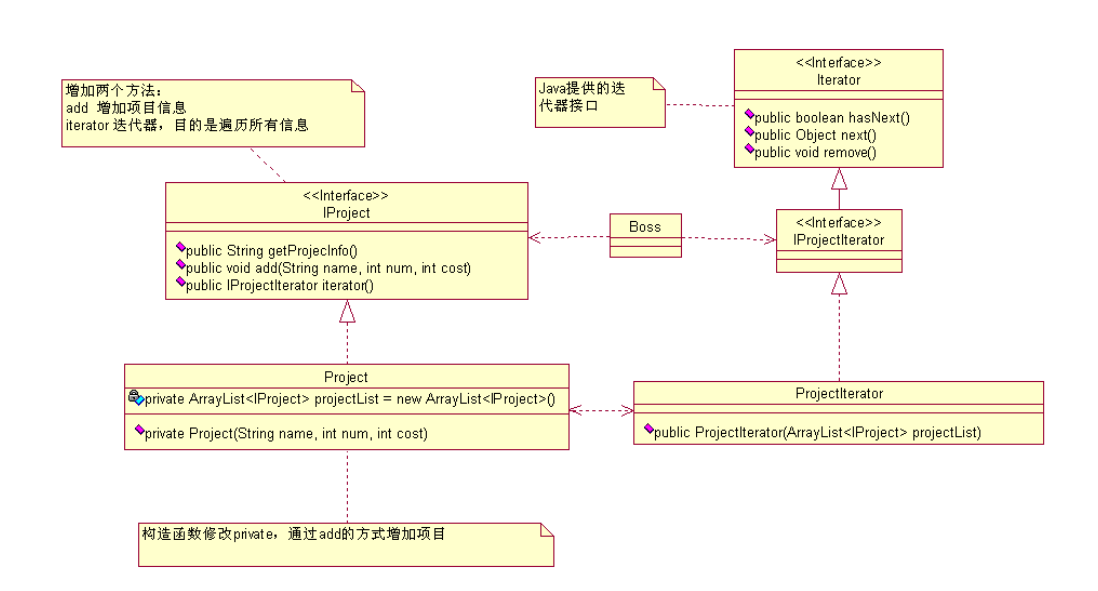 增加两个方法：
add 增加项目信息
iterator 迭代器，目的是遍历所有信息
Java提供的迭
代器接口
<<Interface>>
Iterator
public boolean hasNext()
public Object next()
public void remove()
<<Interface>>
IProject
public String getProjecInfo()
public void add(String name, int num, int cost)
public IProjectIterator iterator()
Boss
<<Interface>>
IProjectIterator
Project
private ArrayList<IProject> projectList = new ArrayList<IProject>()
private Project(String name, int num, int cost)
ProjectIterator
public ProjectIterator(ArrayList<IProject> projectList)
构造函数修改private，通过add的方式增加项目